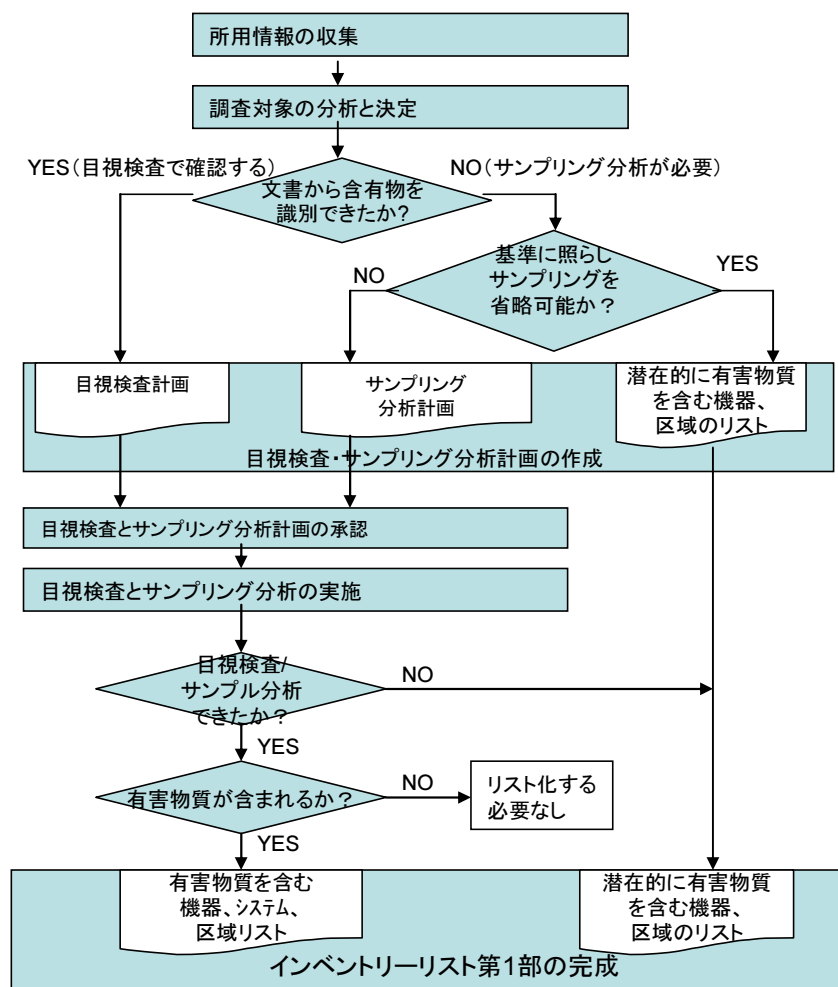 所用情報の収集
調査対象の分析と決定
YES(目視検査で確認する)
NO(サンプリング分析が必要)
文書から含有物を
識別できたか?
基準に照らし
サンプリングを
省略可能か？
NO
YES
目視検査計画
サンプリング
分析計画
潜在的に有害物質
を含む機器、
区域のリスト
目視検査・サンプリング分析計画の作成
目視検査とサンプリング分析計画の承認
目視検査とサンプリング分析の実施
目視検査/
サンプル分析
できたか？
NO
YES
有害物質が含まれるか？
NO
リスト化する
必要なし
YES
有害物質を含む
機器、ｼｽﾃﾑ、
区域リスト
潜在的に有害物質
を含む機器、
区域のリスト
インベントリーリスト第1部の完成